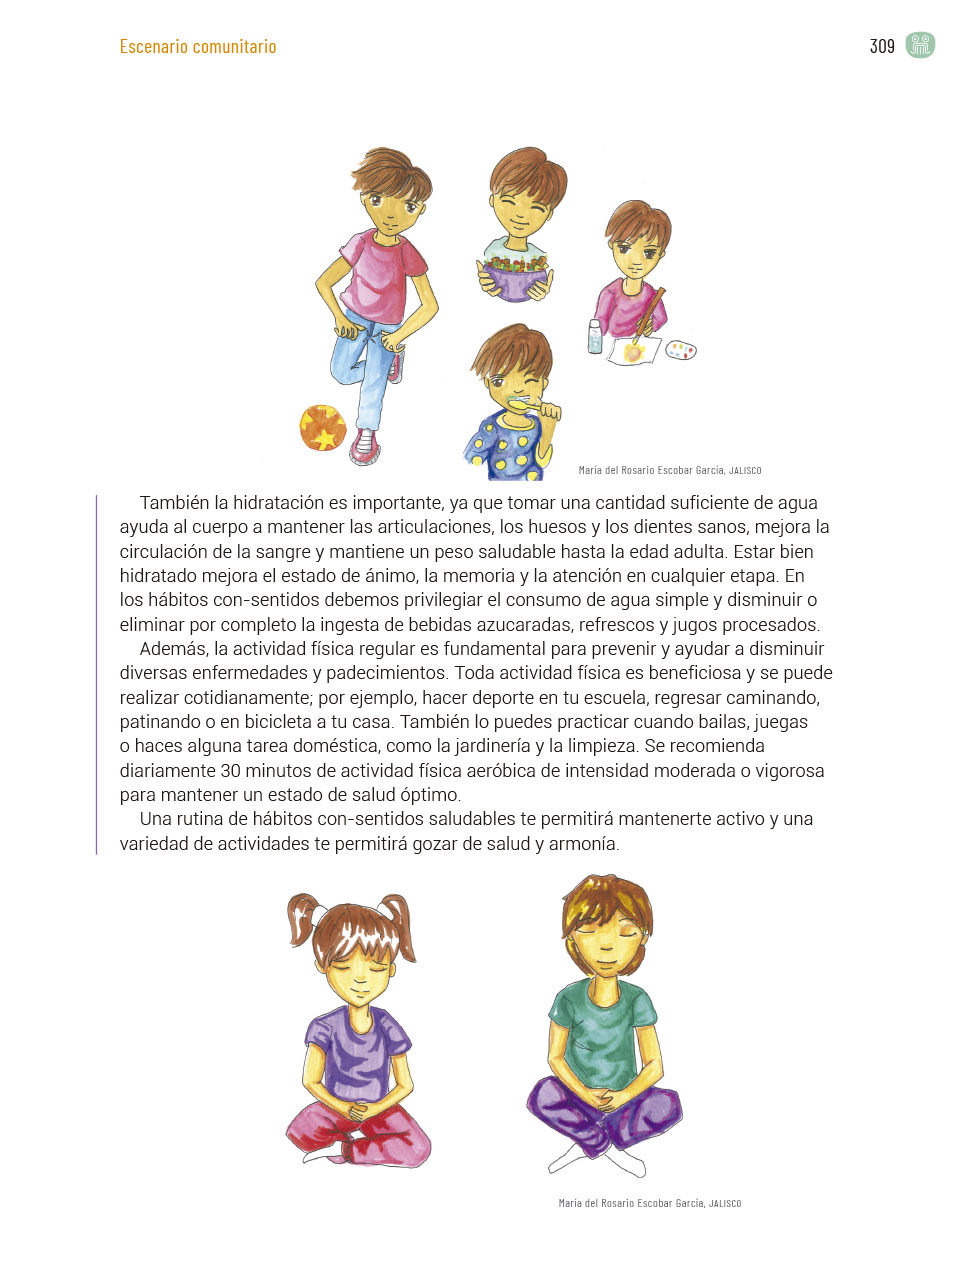 Escenario comunitario
309
María del Rosario Escobar García, JALISCO
También la hidratación es importante, ya que tomar una cantidad suficiente de agua
ayuda al cuerpo a mantener las articulaciones, los huesos y los dientes sanos, mejora la
circulación de la sangre y mantiene un peso saludable hasta la edad adulta. Estar bien
hidratado mejora el estado de ánimo, la memoria y la atención en cualquier etapa. En
los hábitos con-sentidos debemos privilegiar el consumo de agua simple y disminuir o
eliminar por completo la ingesta de bebidas azucaradas, refrescos y jugos procesados.
Además, la actividad física regular es fundamental para prevenir y ayudar a disminuir
diversas enfermedades y padecimientos. Toda actividad física es beneficiosa y se puede
realizar cotidianamente; por ejemplo, hacer deporte en tu escuela, regresar caminando,
patinando o en bicicleta a tu casa. También lo puedes practicar cuando bailas, juegas
o haces alguna tarea doméstica, como la jardinería y la limpieza. Se recomienda
diariamente 30 minutos de actividad física aeróbica de intensidad moderada o vigorosa
para mantener un estado de salud óptimo.
Una rutina de hábitos con-sentidos saludables te permitirá mantenerte activo y una
variedad de actividades te permitirá gozar de salud y armonía.
María del Rosario Escobar García, JALISCO